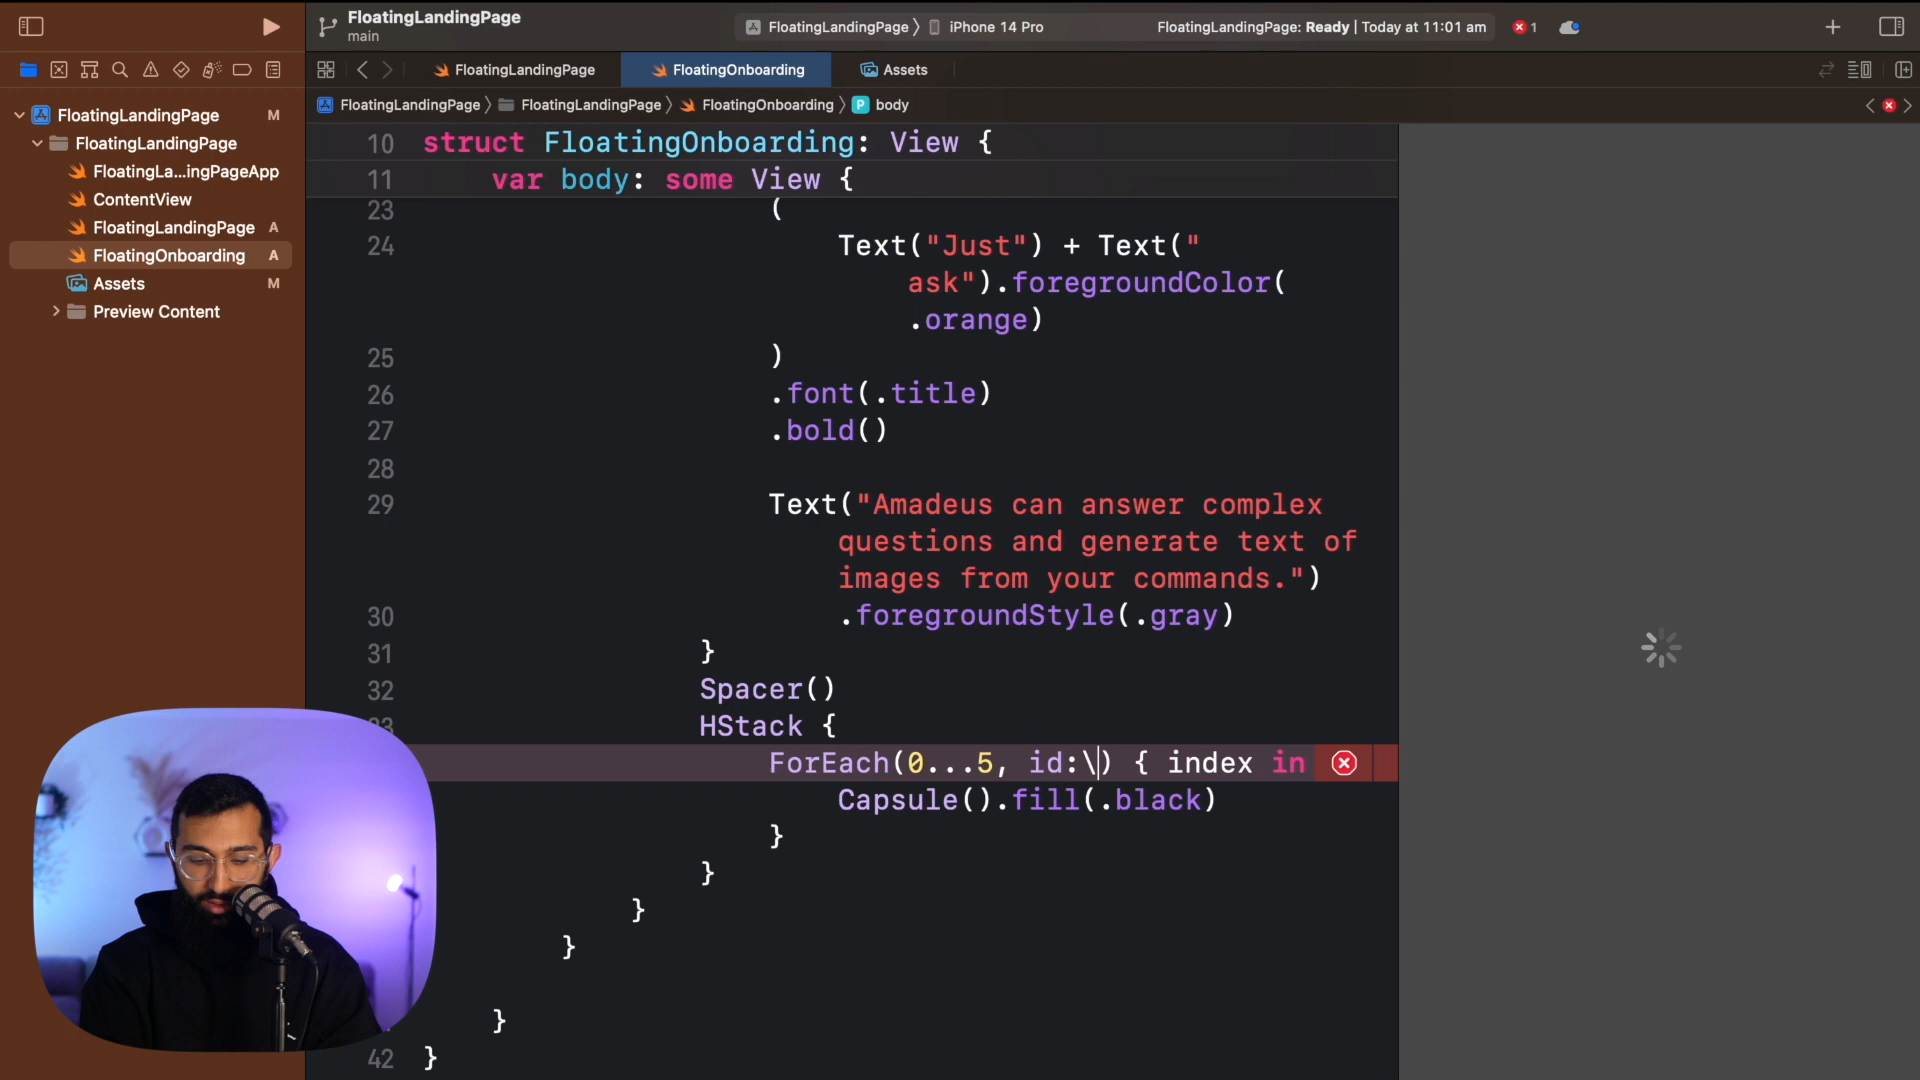 FloatingLandingPage
main
FloatingLandingPage
iPhone 14 Pro
FloatingLandingPage: Ready | Today at 11:01 am
1
FloatingLandingPage
FloatingOnboarding
Assets
FloatingLandingPage
FloatingLandingPage
FloatingOnboarding
P body
FloatingLandingPage M
FloatingLandingPage
FloatingLa...ingPageApp
ContentView
FloatingLandingPage A
FloatingOnboarding A
Assets M
Preview Content
10 struct FloatingOnboarding: View {
11 var body: some View {
23 (
24 Text("Just") + Text("
ask").foregroundColor(
.orange)
25 )
26 .font(.title)
27 .bold()
28
29 Text("Amadeus can answer complex
questions and generate text of
images from your commands.")
30 .foregroundStyle(.gray)
31 }
32 Spacer()
HStack {
ForEach(0...5, id:\) { index in
Capsule().fill(.black)
}
}
}
}
}
42 }